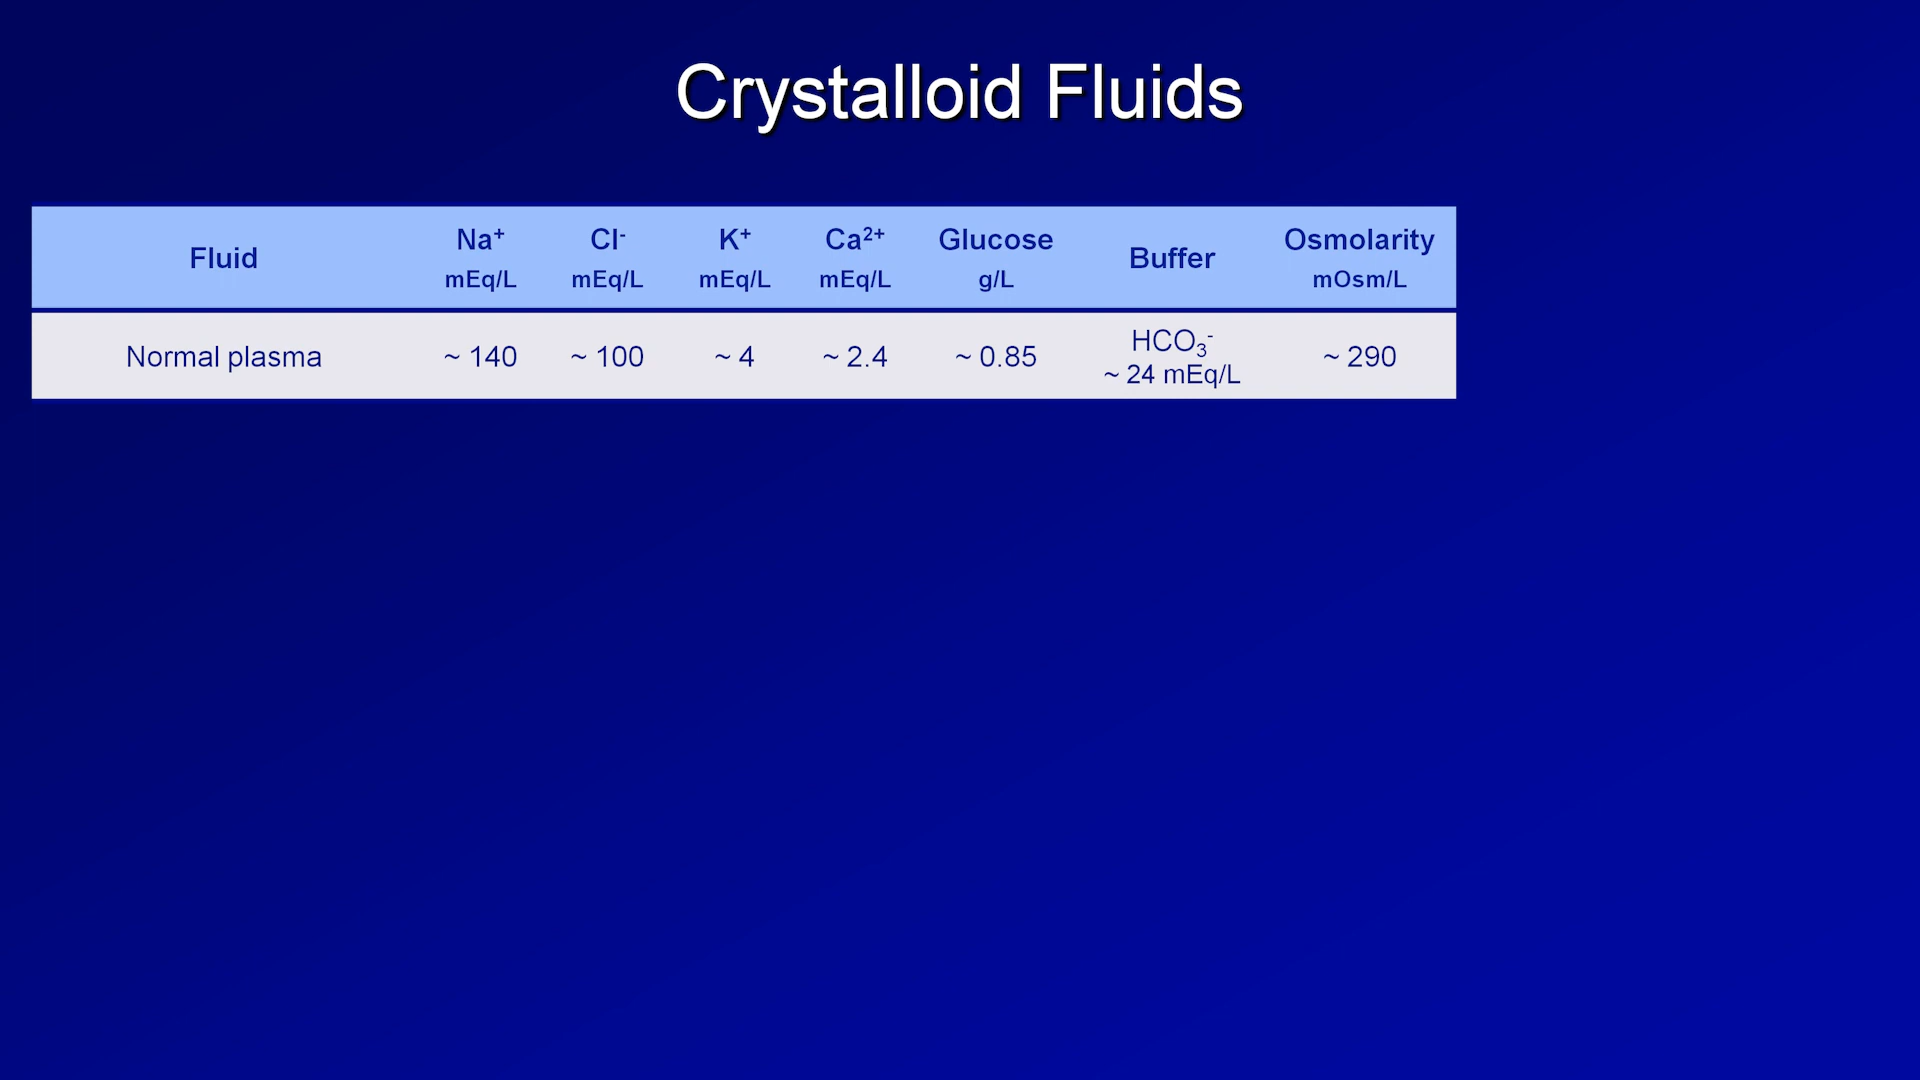 Crystalloid Fluids
Fluid Na⁺ mEq/L Cl⁻ mEq/L K⁺ mEq/L Ca²⁺ mEq/L Glucose g/L Buffer Osmolarity mOsm/L
Normal plasma ~ 140 ~ 100 ~ 4 ~ 2.4 ~ 0.85 HCO₃⁻ ~ 24 mEq/L ~ 290